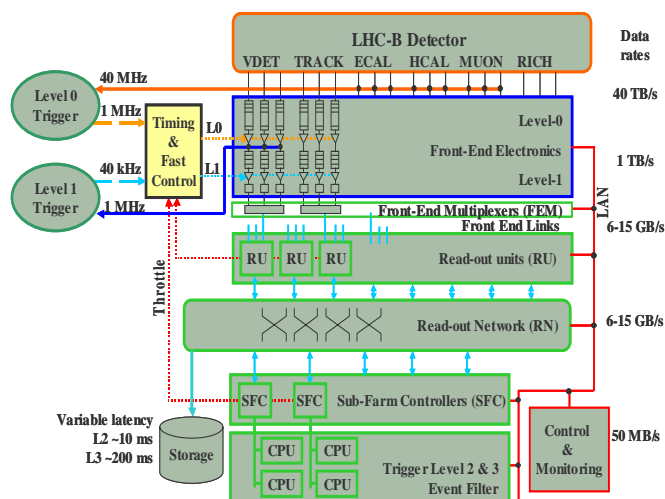 LHC-B Detector
VDET TRACK ECAL HCAL MUON RICH
Data
rates
40 MHz
40 TB/s
Level 0
Trigger
1 MHz
Timing
&
Fast
Control
L0
L1
Level-0
Front-End Electronics
Level-1
1 TB/s
40 kHz
Level 1
Trigger
1 MHz
LAN
Front-End Multiplexers (FEM)
Front End Links
6-15 GB/s
RU
RU
RU
Read-out units (RU)
Throttle
Read-out Network (RN)
6-15 GB/s
SFC
SFC
Sub-Farm Controllers (SFC)
Variable latency
L2 ~10 ms
L3 ~200 ms
Storage
Control
&
Monitoring
50 MB/s
CPU
CPU
CPU
CPU
Trigger Level 2 & 3
Event Filter